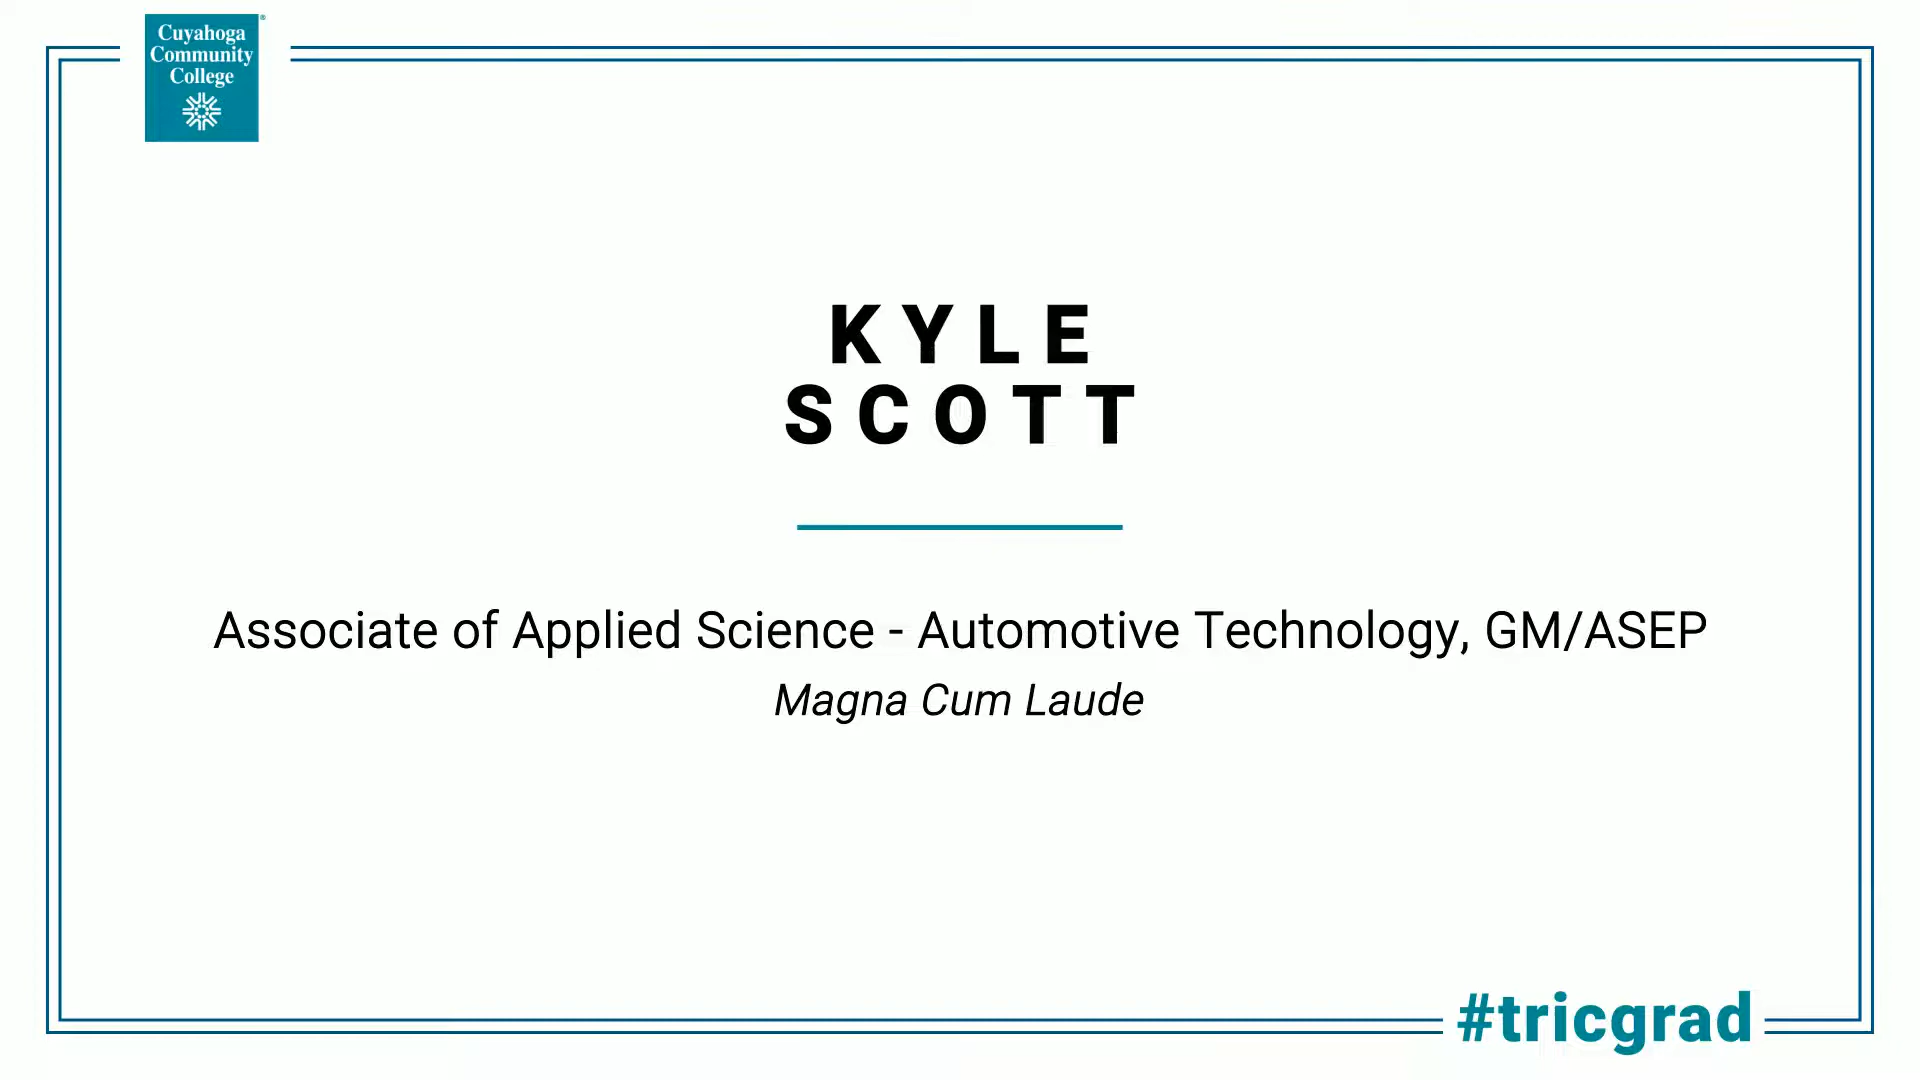 Cuyahoga
Community
College
KYLE
SCOTT
Associate of Applied Science - Automotive Technology, GM/ASEP
Magna Cum Laude
#tricgrad